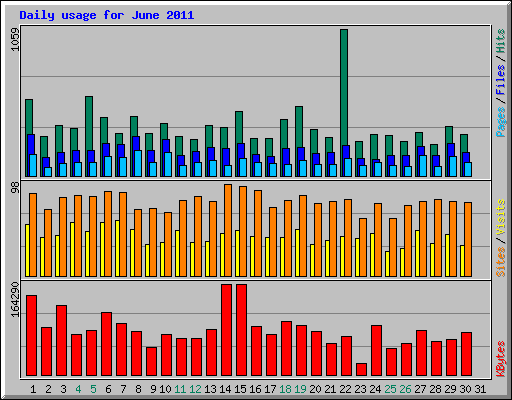 Daily usage for June 2011
1059
Pages / Files / Hits
98
Sites / Visits
164290
KBytes
1 2 3 4 5 6 7 8 9 10 11 12 13 14 15 16 17 18 19 20 21 22 23 24 25 26 27 28 29 30 31